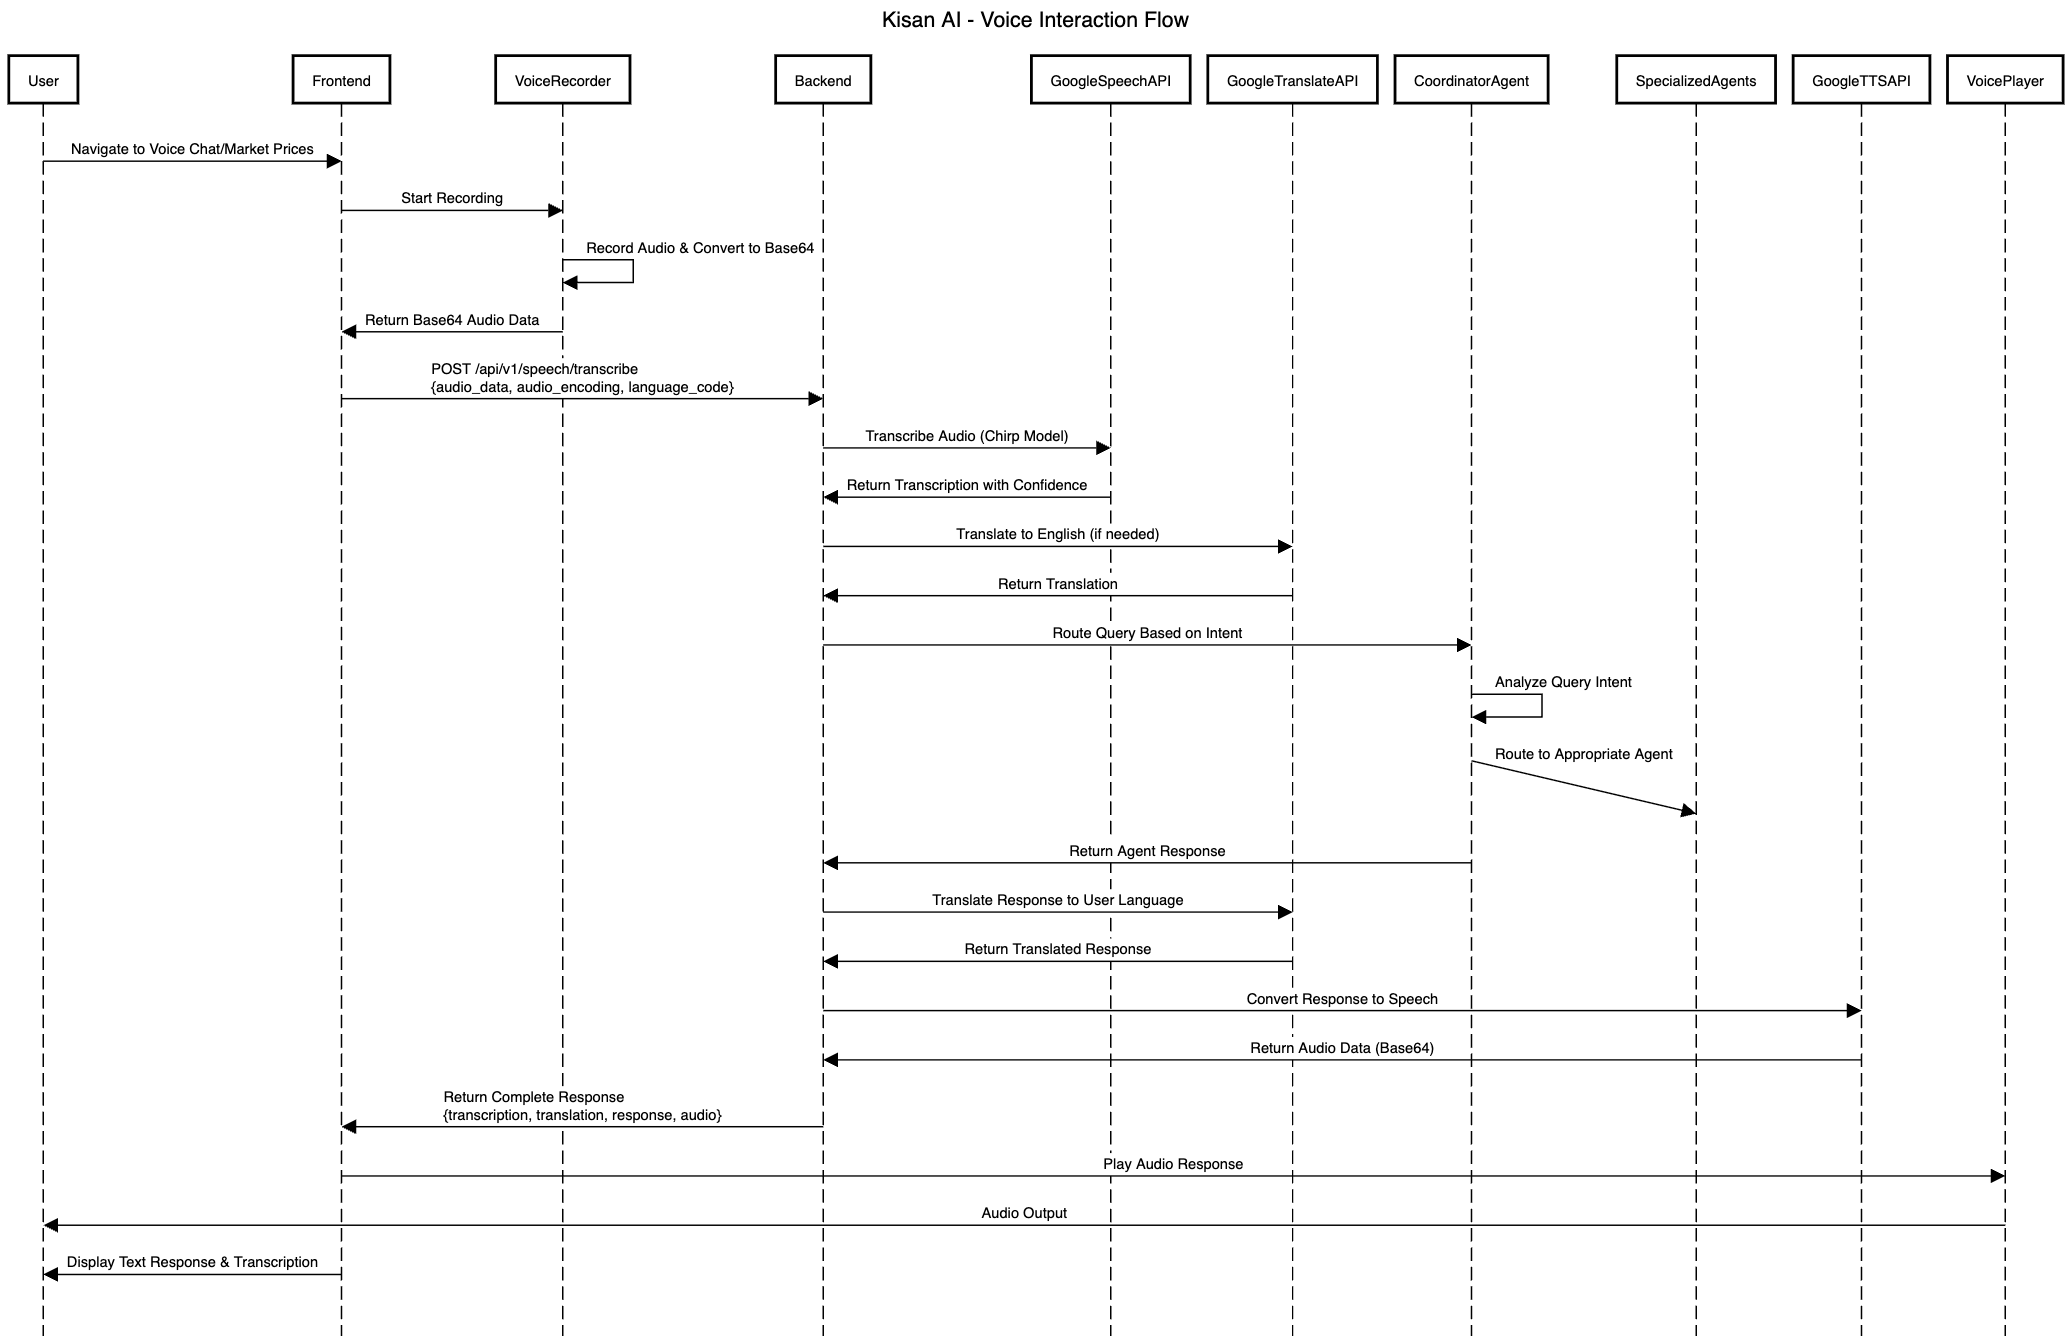 Kisan AI - Voice Interaction Flow
User
Frontend
VoiceRecorder
Backend
GoogleSpeechAPI
GoogleTranslateAPI
CoordinatorAgent
SpecializedAgents
GoogleTTSAPI
VoicePlayer
Navigate to Voice Chat/Market Prices
Start Recording
Record Audio & Convert to Base64
Return Base64 Audio Data
POST /api/v1/speech/transcribe
{audio_data, audio_encoding, language_code}
Transcribe Audio (Chirp Model)
Return Transcription with Confidence
Translate to English (if needed)
Return Translation
Route Query Based on Intent
Analyze Query Intent
Route to Appropriate Agent
Return Agent Response
Translate Response to User Language
Return Translated Response
Convert Response to Speech
Return Audio Data (Base64)
Return Complete Response
{transcription, translation, response, audio}
Play Audio Response
Audio Output
Display Text Response & Transcription